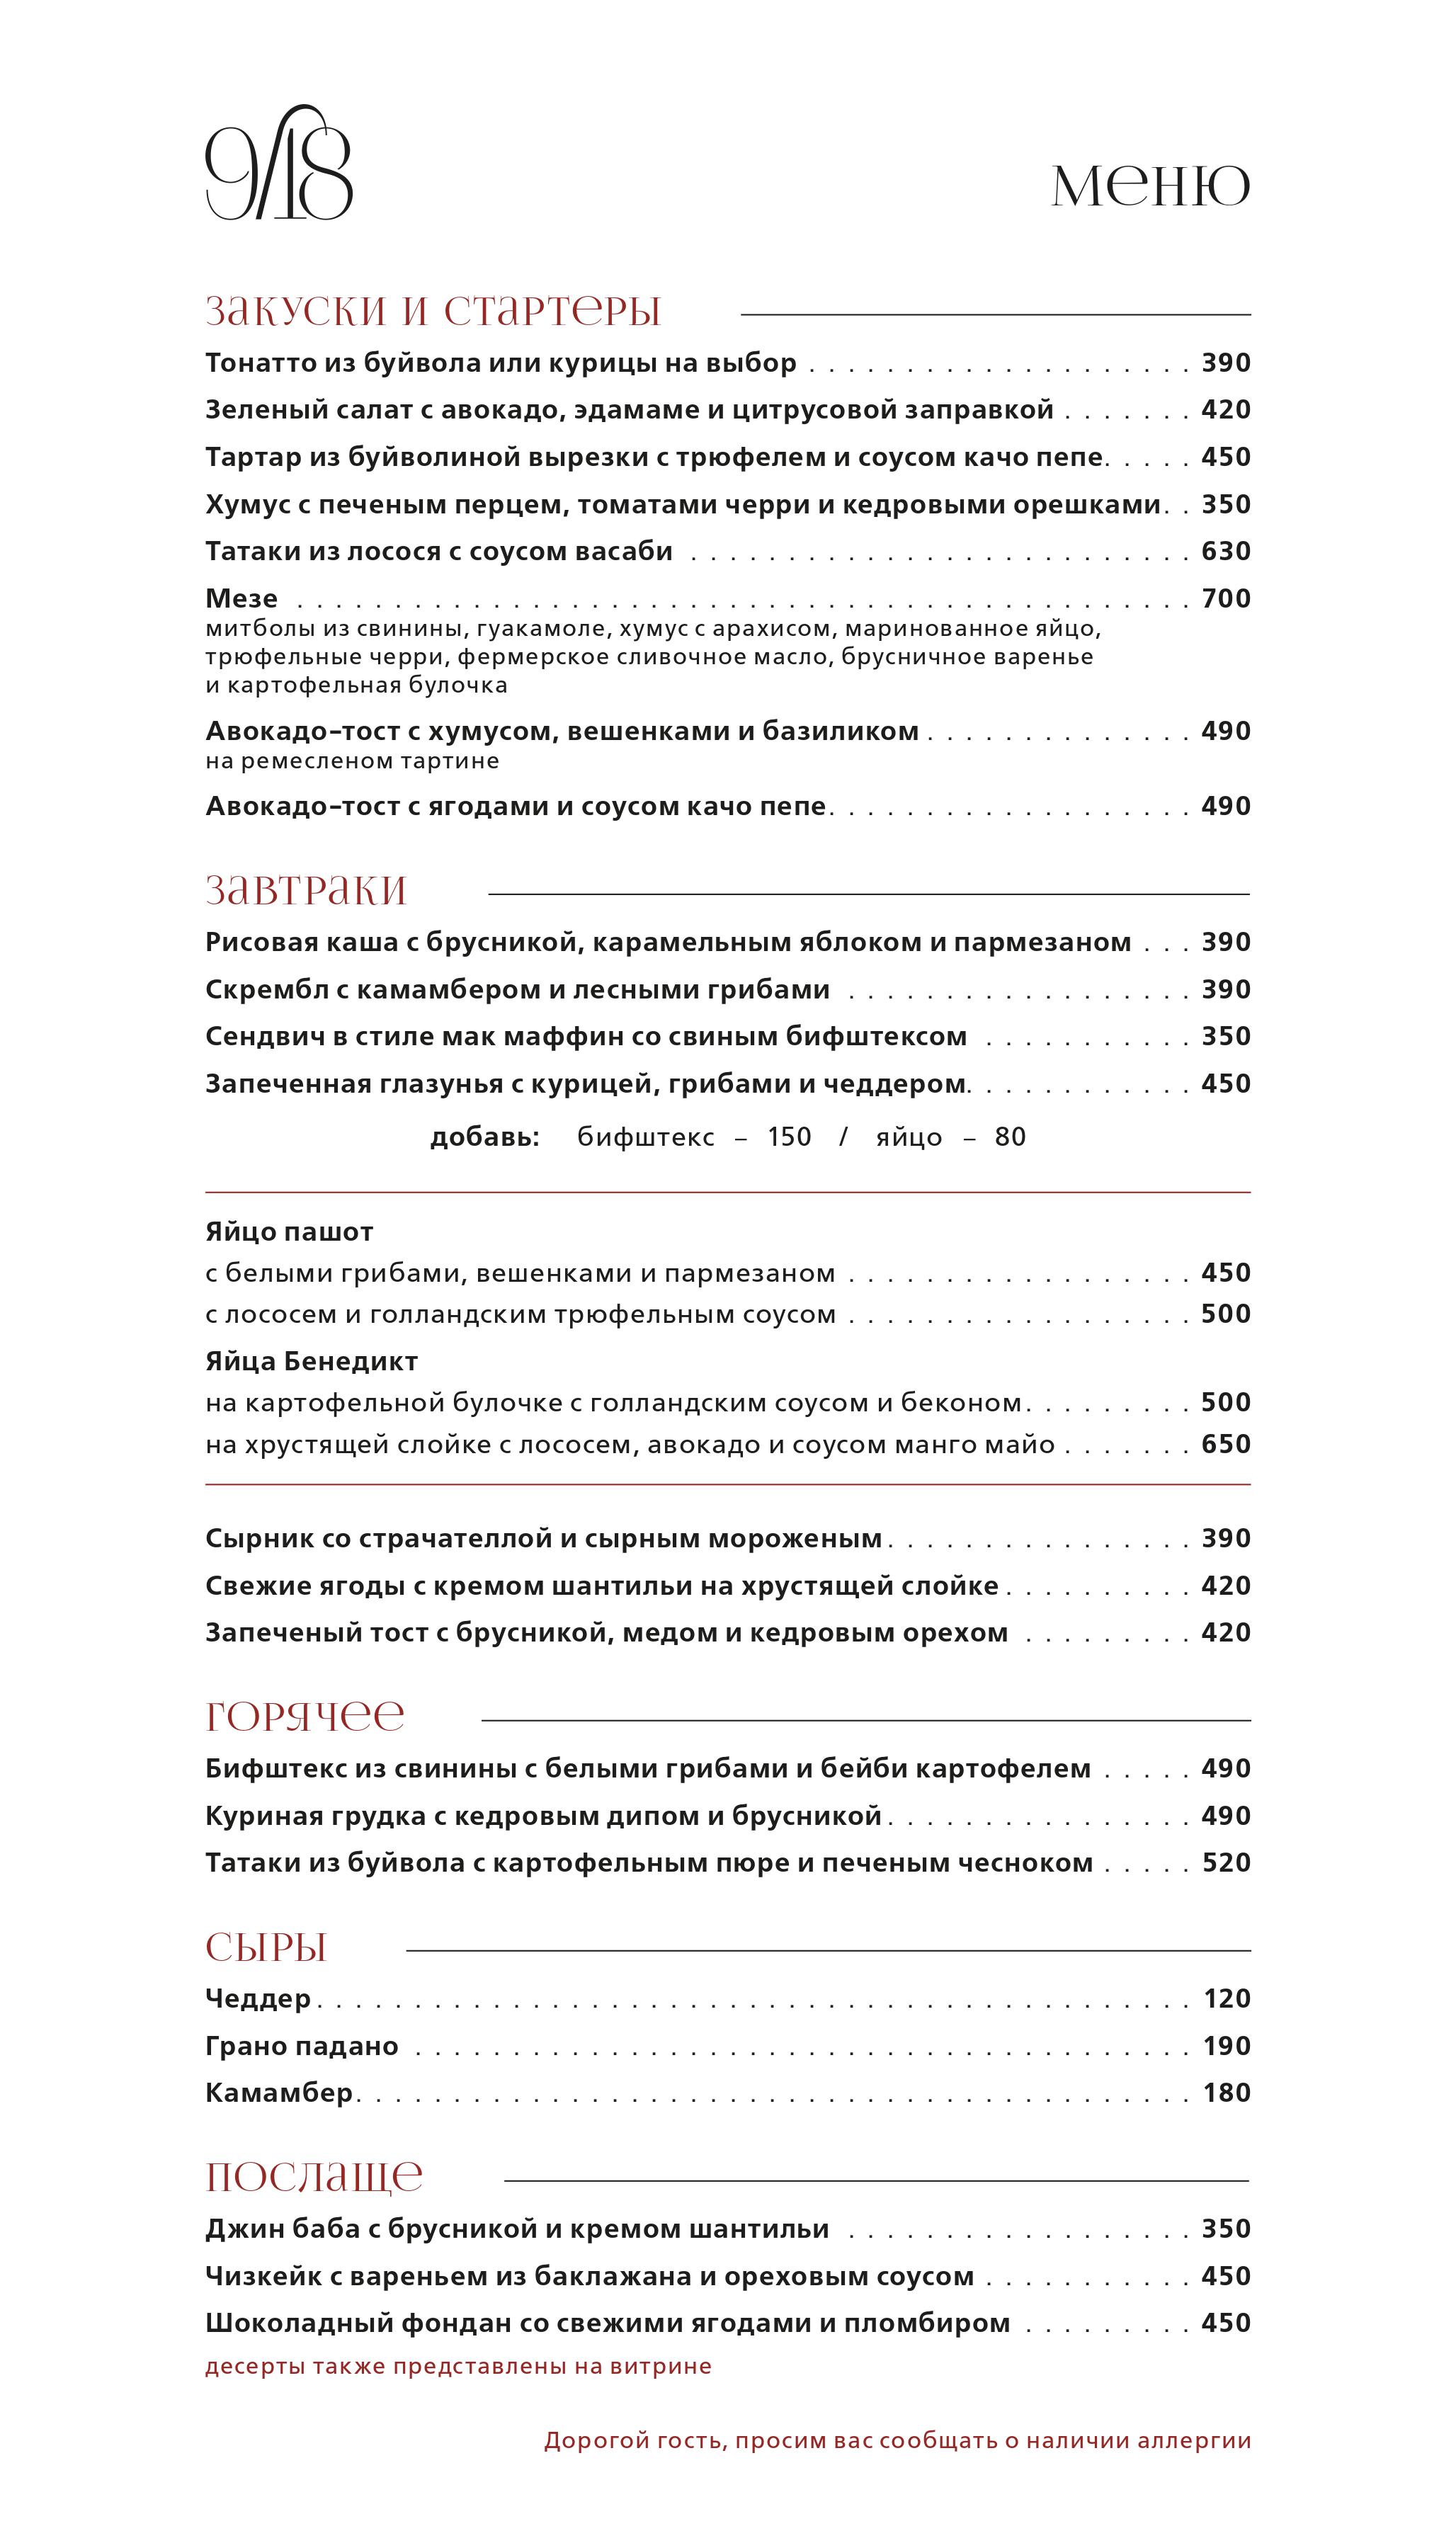 9/18
меню
закуски и стартеры
Тонатто из буйвола или курицы на выбор . . . . . . . . . . . . . . . . . . . . 390
Зеленый салат с авокадо, эдамаме и цитрусовой заправкой . . . . . . . 420
Тартар из буйволиной вырезки с трюфелем и соусом качо пепе. . . . . 450
Хумус с печеным перцем, томатами черри и кедровыми орешками. . 350
Татаки из лосося с соусом васаби . . . . . . . . . . . . . . . . . . . . . . . . . . 630
Мезе . . . . . . . . . . . . . . . . . . . . . . . . . . . . . . . . . . . . . . . . . . . . . . 700
митболы из свинины, гуакамоле, хумус с арахисом, маринованное яйцо,
трюфельные черри, фермерское сливочное масло, брусничное варенье
и картофельная булочка
Авокадо-тост с хумусом, вешенками и базиликом . . . . . . . . . . . . . . 490
на ремесленом тартине
Авокадо-тост с ягодами и соусом качо пепе. . . . . . . . . . . . . . . . . . . 490
завтраки
Рисовая каша с брусникой, карамельным яблоком и пармезаном . . . 390
Скрембл с камамбером и лесными грибами . . . . . . . . . . . . . . . . . . 390
Сендвич в стиле мак маффин со свиным бифштексом . . . . . . . . . . . 350
Запеченная глазунья с курицей, грибами и чеддером. . . . . . . . . . . . 450
добавь: бифштекс – 150 / яйцо – 80
Яйцо пашот
с белыми грибами, вешенками и пармезаном . . . . . . . . . . . . . . . . . . 450
с лососем и голландским трюфельным соусом . . . . . . . . . . . . . . . . . . 500
Яйца Бенедикт
на картофельной булочке с голландским соусом и беконом. . . . . . . . . 500
на хрустящей слойке с лососем, авокадо и соусом манго майо . . . . . . . 650
Сырник со страчателлой и сырным мороженым . . . . . . . . . . . . . . . . 390
Свежие ягоды с кремом шантильи на хрустящей слойке . . . . . . . . . . 420
Запеченый тост с брусникой, медом и кедровым орехом . . . . . . . . . 420
горячее
Бифштекс из свинины с белыми грибами и бейби картофелем . . . . . 490
Куриная грудка с кедровым дипом и брусникой . . . . . . . . . . . . . . . . 490
Татаки из буйвола с картофельным пюре и печеным чесноком . . . . . 520
сыры
Чеддер . . . . . . . . . . . . . . . . . . . . . . . . . . . . . . . . . . . . . . . . . . . . . 120
Грано падано . . . . . . . . . . . . . . . . . . . . . . . . . . . . . . . . . . . . . . . . 190
Камамбер. . . . . . . . . . . . . . . . . . . . . . . . . . . . . . . . . . . . . . . . . . . 180
послаще
Джин баба с брусникой и кремом шантильи . . . . . . . . . . . . . . . . . . 350
Чизкейк с вареньем из баклажана и ореховым соусом . . . . . . . . . . . 450
Шоколадный фондан со свежими ягодами и пломбиром . . . . . . . . . 450
десерты также представлены на витрине
Дорогой гость, просим вас сообщать о наличии аллергии